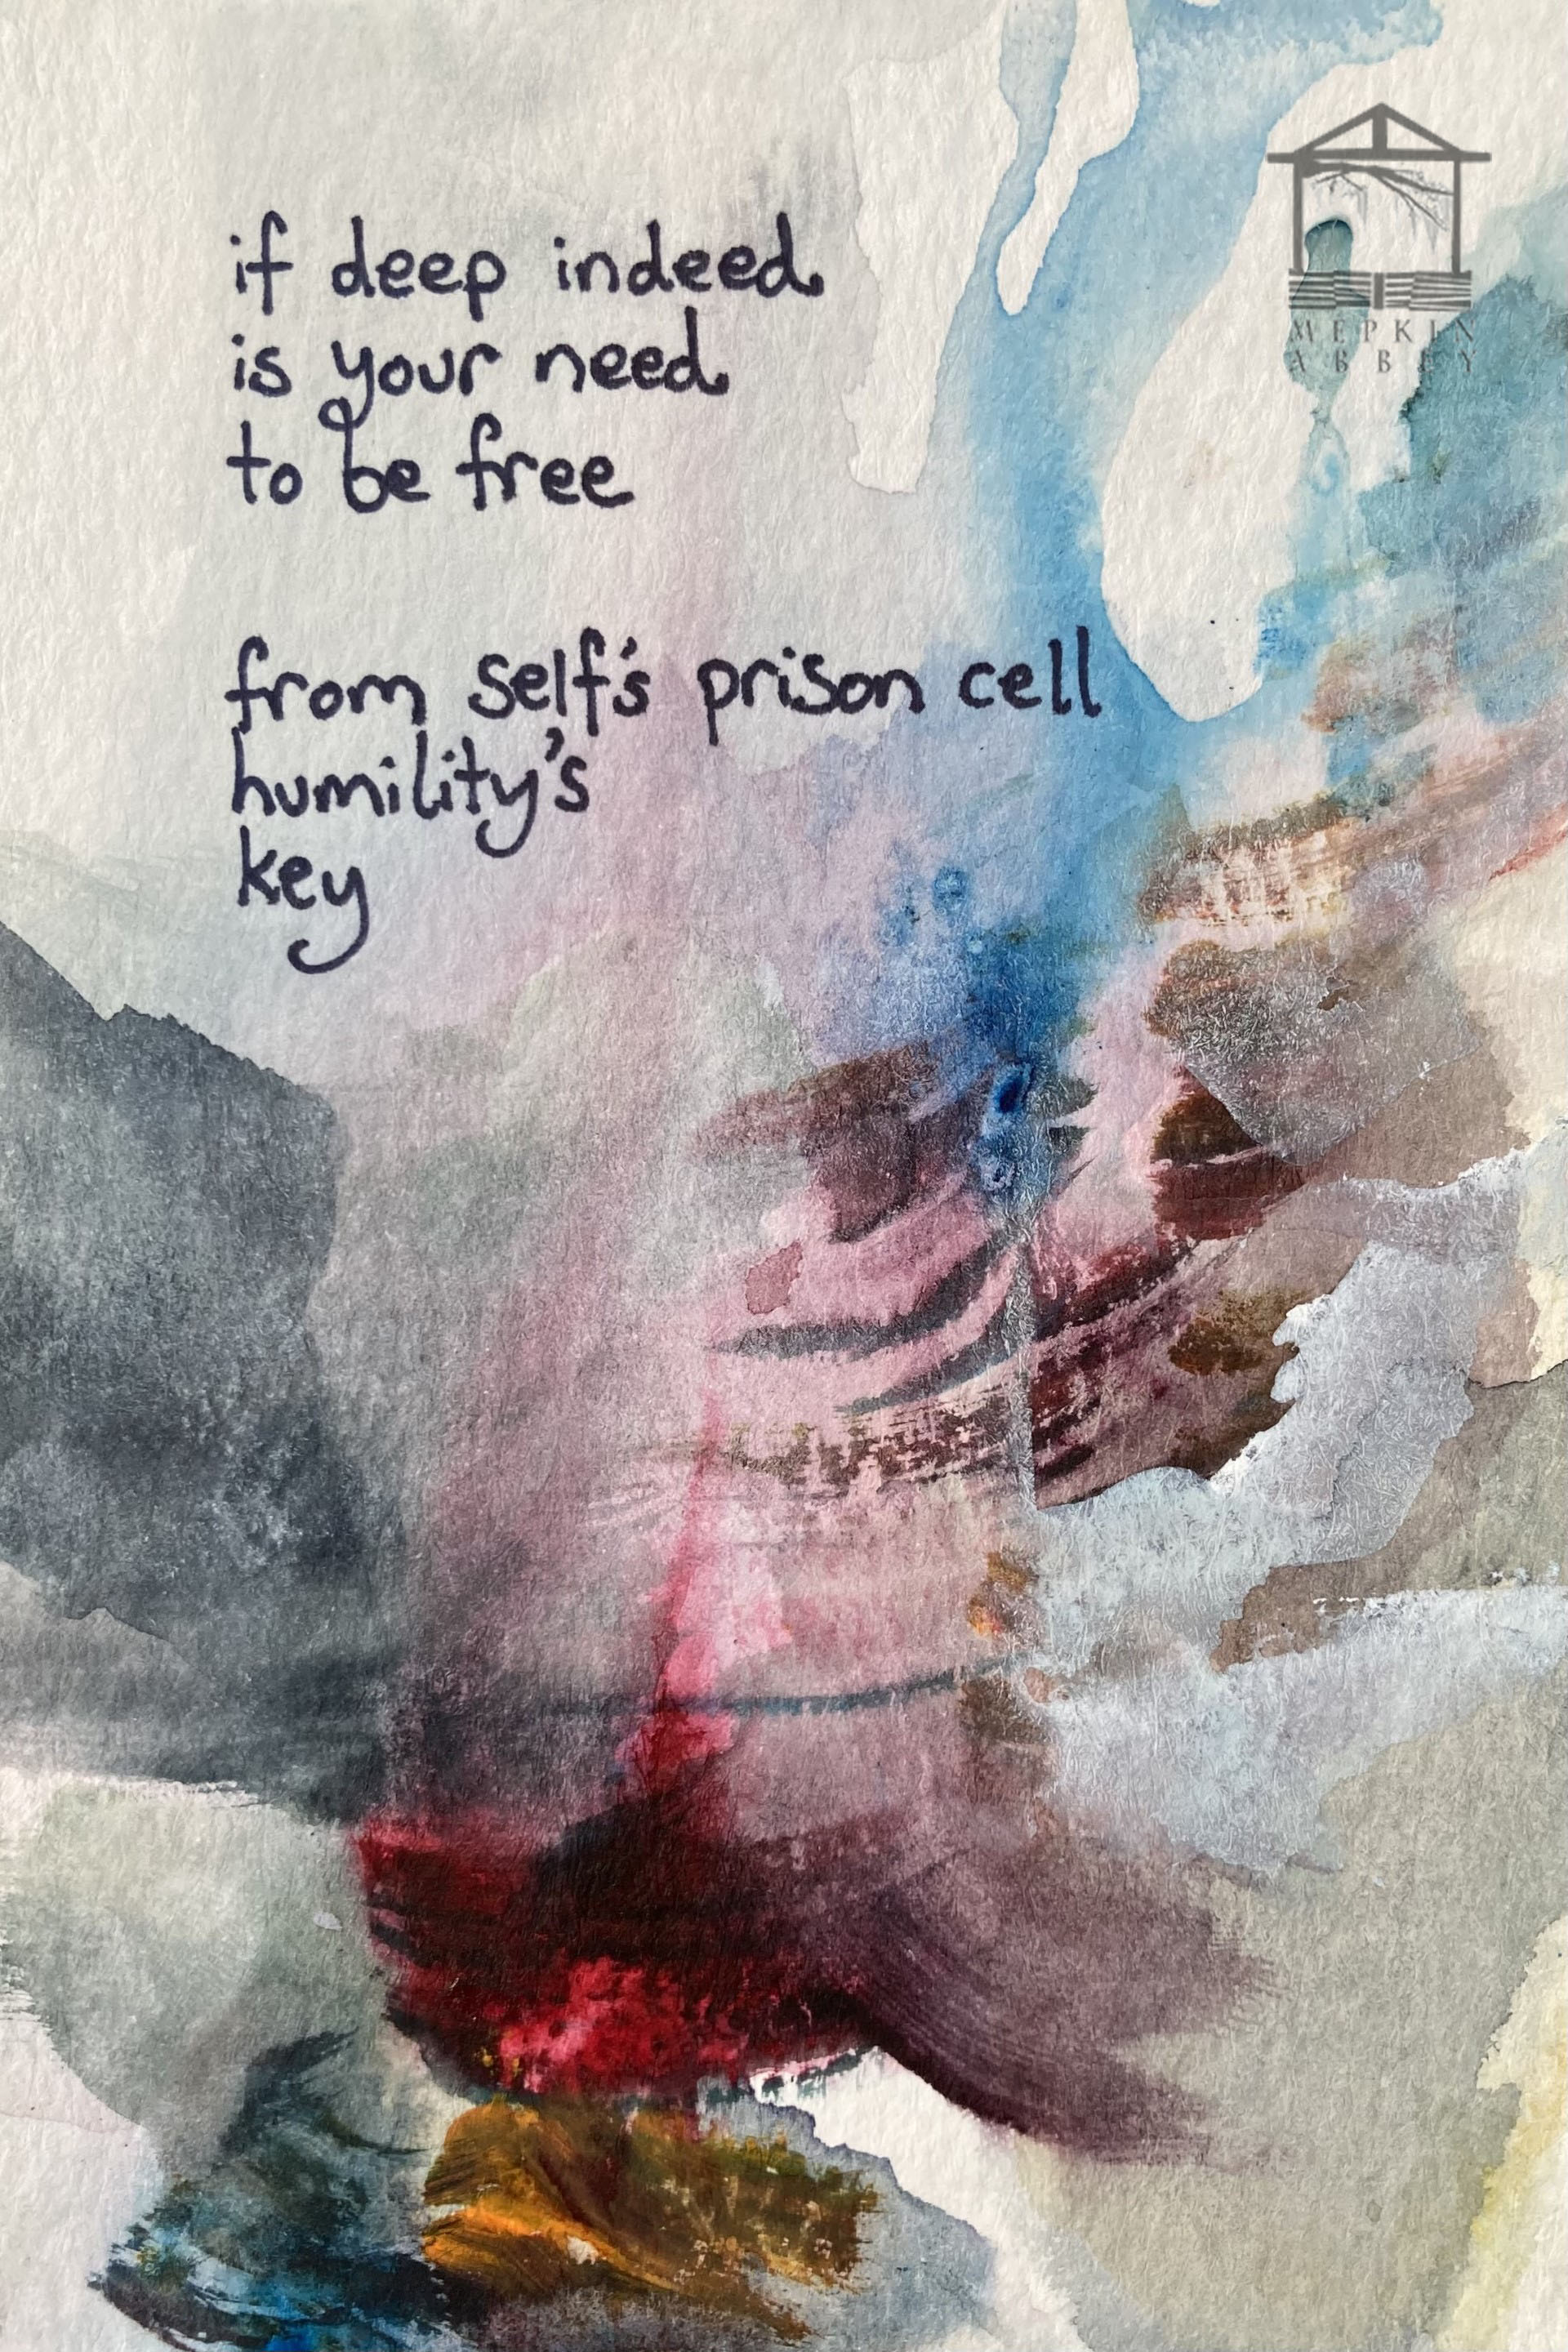 if deep indeed
is your need
to be free
from self's prison cell
humility's
key
MEPKIN
ABBEY